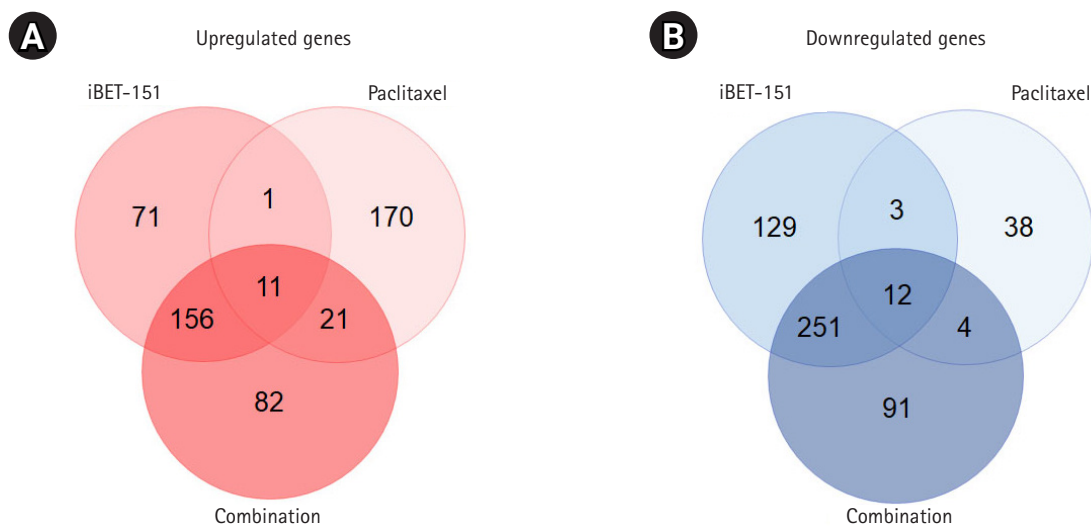 A
Upregulated genes
iBET-151
Paclitaxel
71
1
170
11
156
21
82
Combination
B
Downregulated genes
iBET-151
Paclitaxel
129
3
38
12
251
4
91
Combination